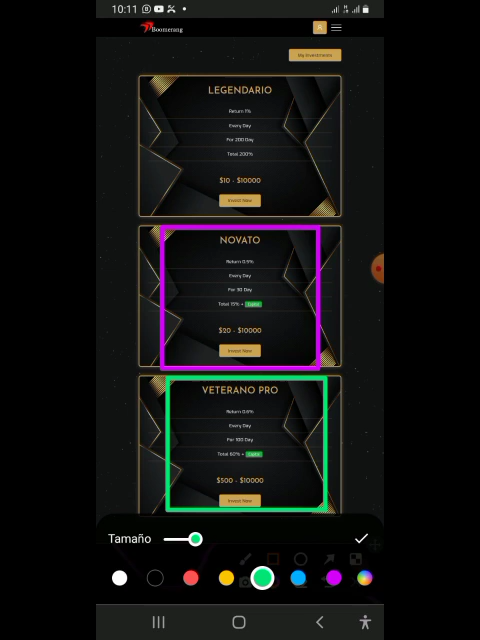 10:11
Boomerang
My Investments
LEGENDARIO
Return 1%
Every Day
For 200 Day
Total 200%
$10 - $10000
Invest Now
NOVATO
Return 0.5%
Every Day
For 30 Day
Total 15% + Capital
$20 - $10000
Invest Now
VETERANO PRO
Return 0.6%
Every Day
For 100 Day
Total 60% + Capital
$500 - $10000
Invest Now
Tamaño